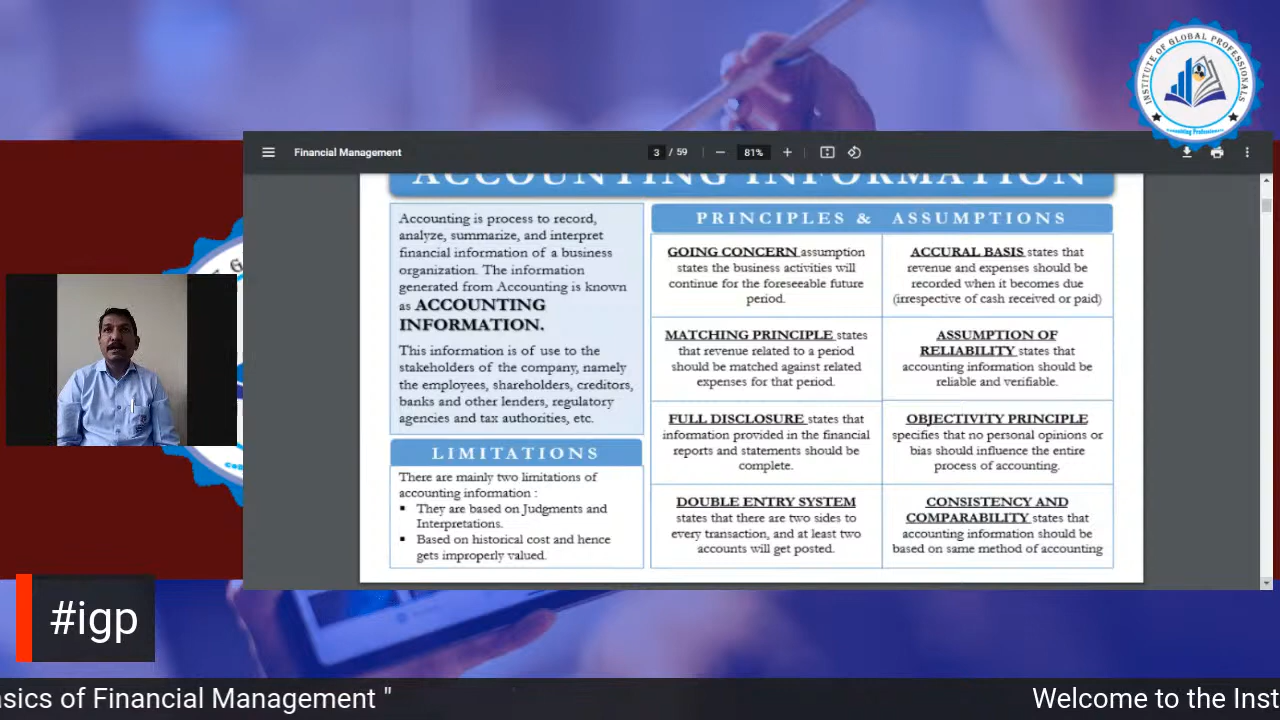 INSTITUTE OF GLOBAL PROFESSIONALS
Accounting Professionals
Financial Management
3 / 59
81%
ACCOUNTING INFORMATION
Accounting is process to record,
analyze, summarize, and interpret
financial information of a business
organization. The information
generated from Accounting is known
as ACCOUNTING
INFORMATION.
This information is of use to the
stakeholders of the company, namely
the employees, shareholders, creditors,
banks and other lenders, regulatory
agencies and tax authorities, etc.
LIMITATIONS
There are mainly two limitations of
accounting information :
▪ They are based on Judgments and
Interpretations.
▪ Based on historical cost and hence
gets improperly valued.
PRINCIPLES & ASSUMPTIONS
GOING CONCERN assumption
states the business activities will
continue for the foreseeable future
period.
ACCURAL BASIS states that
revenue and expenses should be
recorded when it becomes due
(irrespective of cash received or paid)
MATCHING PRINCIPLE states
that revenue related to a period
should be matched against related
expenses for that period.
ASSUMPTION OF
RELIABILITY states that
accounting information should be
reliable and verifiable.
FULL DISCLOSURE states that
information provided in the financial
reports and statements should be
complete.
OBJECTIVITY PRINCIPLE
specifies that no personal opinions or
bias should influence the entire
process of accounting.
DOUBLE ENTRY SYSTEM
states that there are two sides to
every transaction, and at least two
accounts will get posted.
CONSISTENCY AND
COMPARABILITY states that
accounting information should be
based on same method of accounting
#igp
asics of Financial Management "
Welcome to the Inst